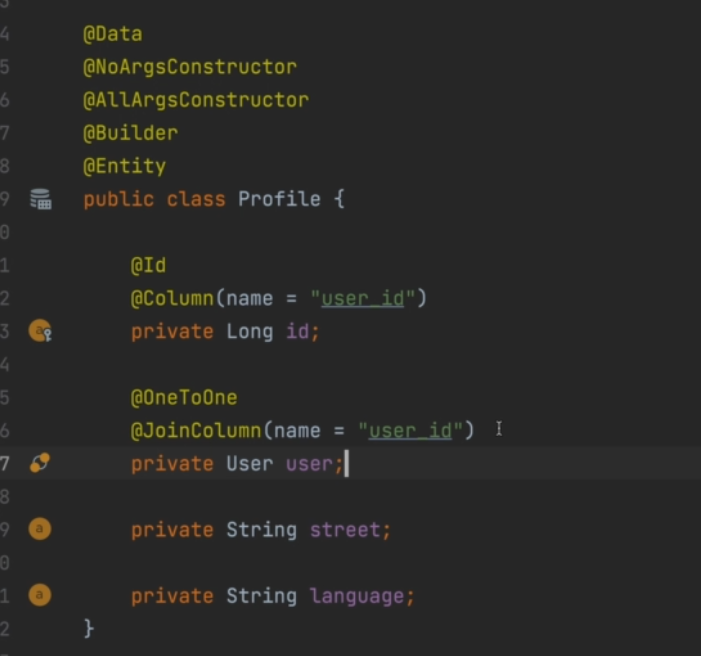 4 @Data
5 @NoArgsConstructor
6 @AllArgsConstructor
7 @Builder
8 @Entity
9 public class Profile {
0
1 @Id
2 @Column(name = "user_id")
3 private Long id;
4
5 @OneToOne
6 @JoinColumn(name = "user_id")
7 private User user;
8
9 private String street;
0
1 private String language;
2 }